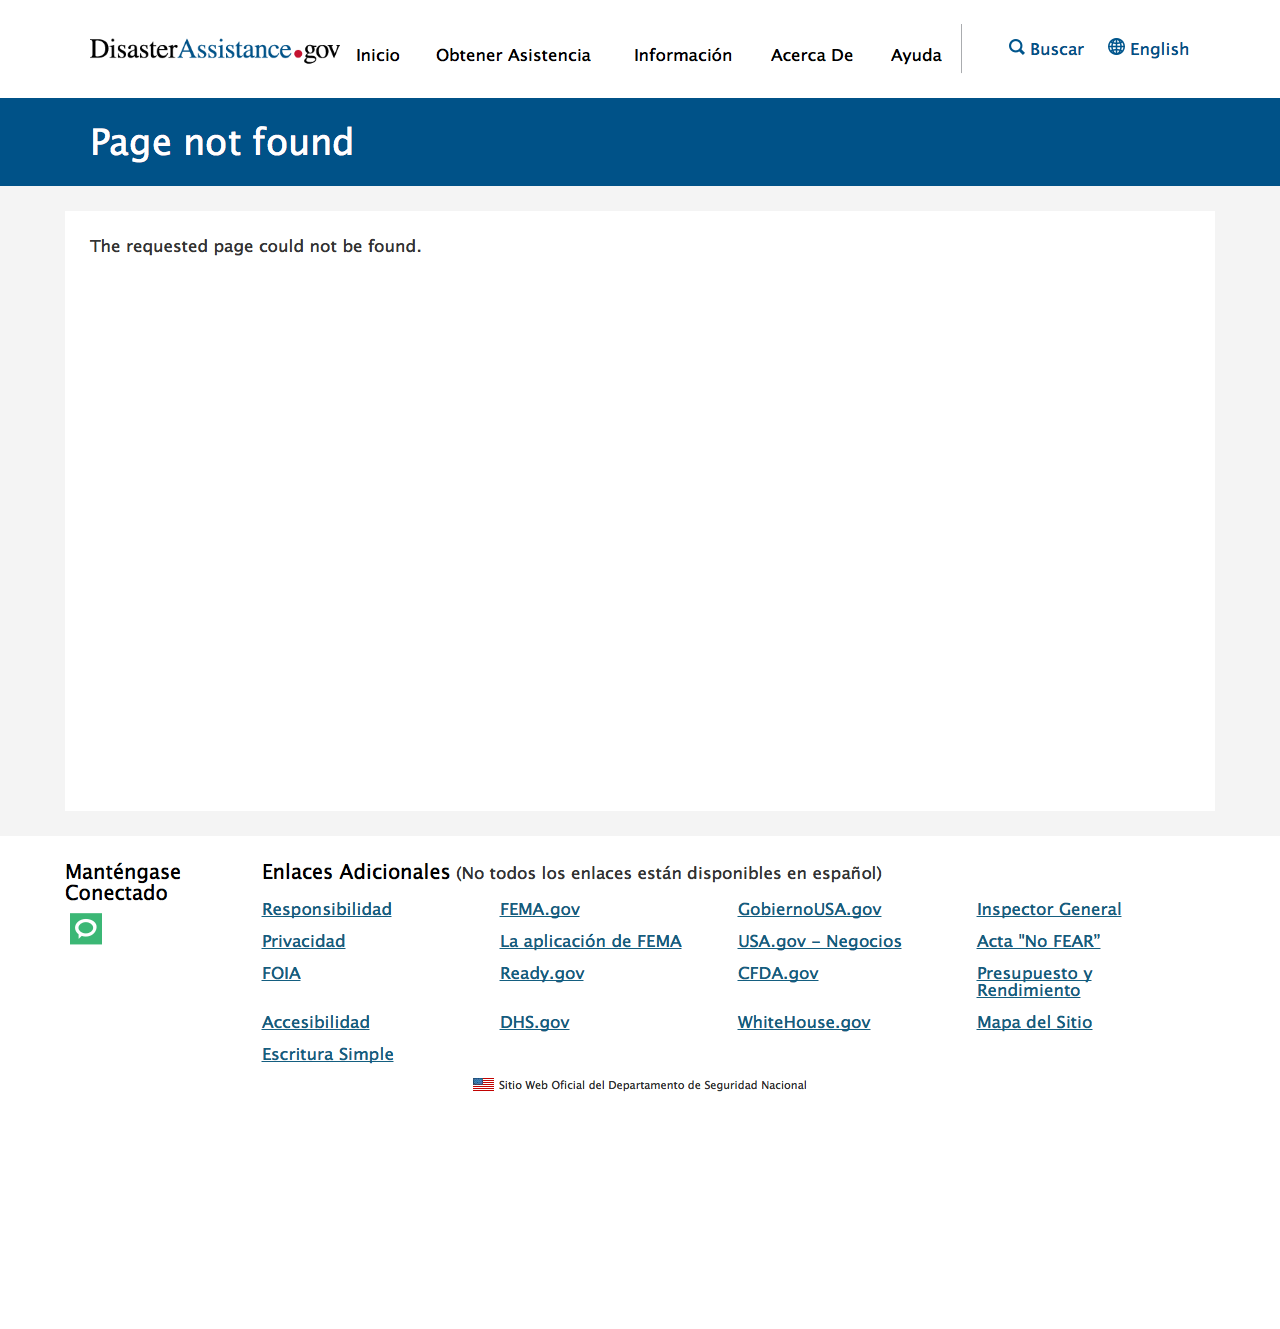 DisasterAssistance.gov Inicio Obtener Asistencia Información Acerca De Ayuda Buscar English
Page not found
The requested page could not be found.
Manténgase
Conectado
Enlaces Adicionales (No todos los enlaces están disponibles en español)
Responsibilidad FEMA.gov GobiernoUSA.gov Inspector General
Privacidad La aplicación de FEMA USA.gov – Negocios Acta "No FEAR”
FOIA Ready.gov CFDA.gov Presupuesto y
Rendimiento
Accesibilidad DHS.gov WhiteHouse.gov Mapa del Sitio
Escritura Simple
Sitio Web Oficial del Departamento de Seguridad Nacional